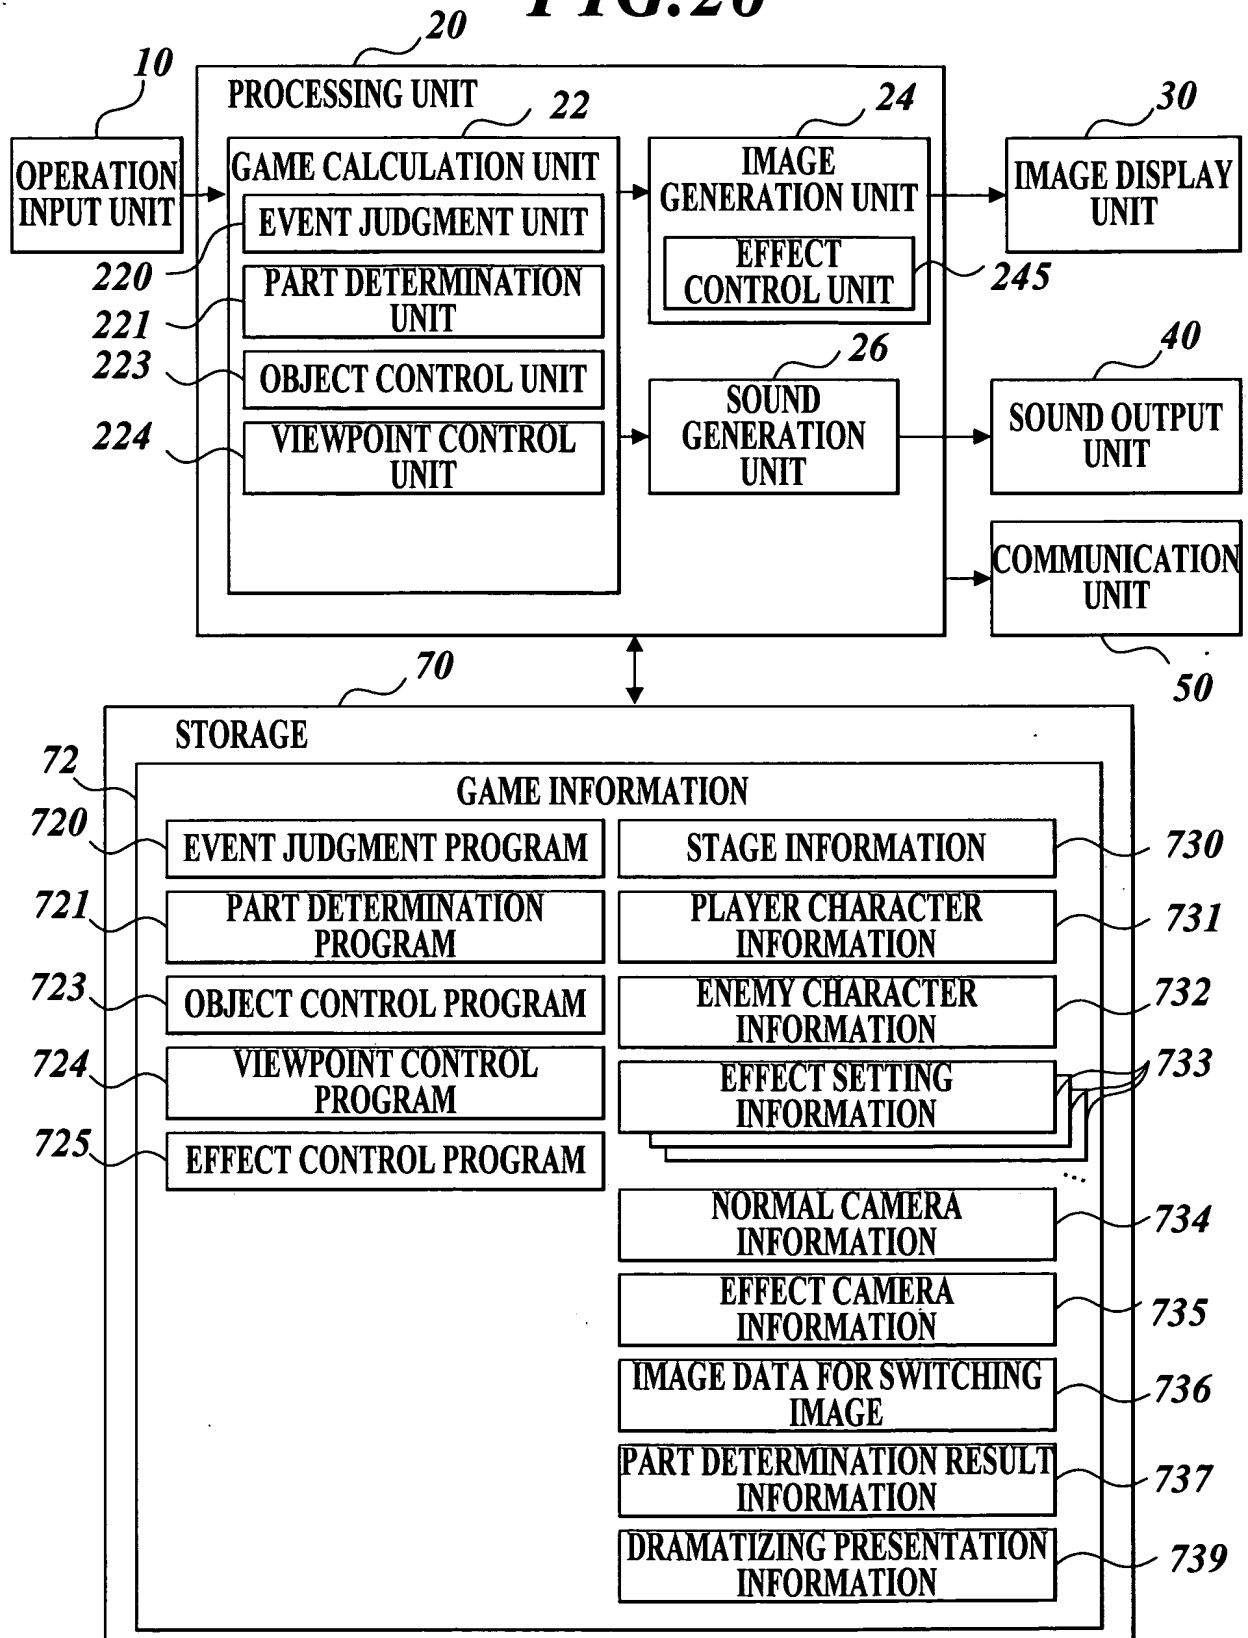 FIG.20
20
10
PROCESSING UNIT
22
24
30
OPERATION
INPUT UNIT
GAME CALCULATION UNIT
IMAGE
GENERATION UNIT
IMAGE DISPLAY
UNIT
EVENT JUDGMENT UNIT
220
EFFECT
CONTROL UNIT
245
PART DETERMINATION
UNIT
221
223
OBJECT CONTROL UNIT
26
40
SOUND
GENERATION
UNIT
SOUND OUTPUT
UNIT
224
VIEWPOINT CONTROL
UNIT
COMMUNICATION
UNIT
50
70
STORAGE
72
GAME INFORMATION
720
EVENT JUDGMENT PROGRAM
STAGE INFORMATION
730
721
PART DETERMINATION
PROGRAM
PLAYER CHARACTER
INFORMATION
731
723
OBJECT CONTROL PROGRAM
ENEMY CHARACTER
INFORMATION
732
724
VIEWPOINT CONTROL
PROGRAM
EFFECT SETTING
INFORMATION
733
725
EFFECT CONTROL PROGRAM
...
NORMAL CAMERA
INFORMATION
734
EFFECT CAMERA
INFORMATION
735
IMAGE DATA FOR SWITCHING
IMAGE
736
PART DETERMINATION RESULT
INFORMATION
737
DRAMATIZING PRESENTATION
INFORMATION
739